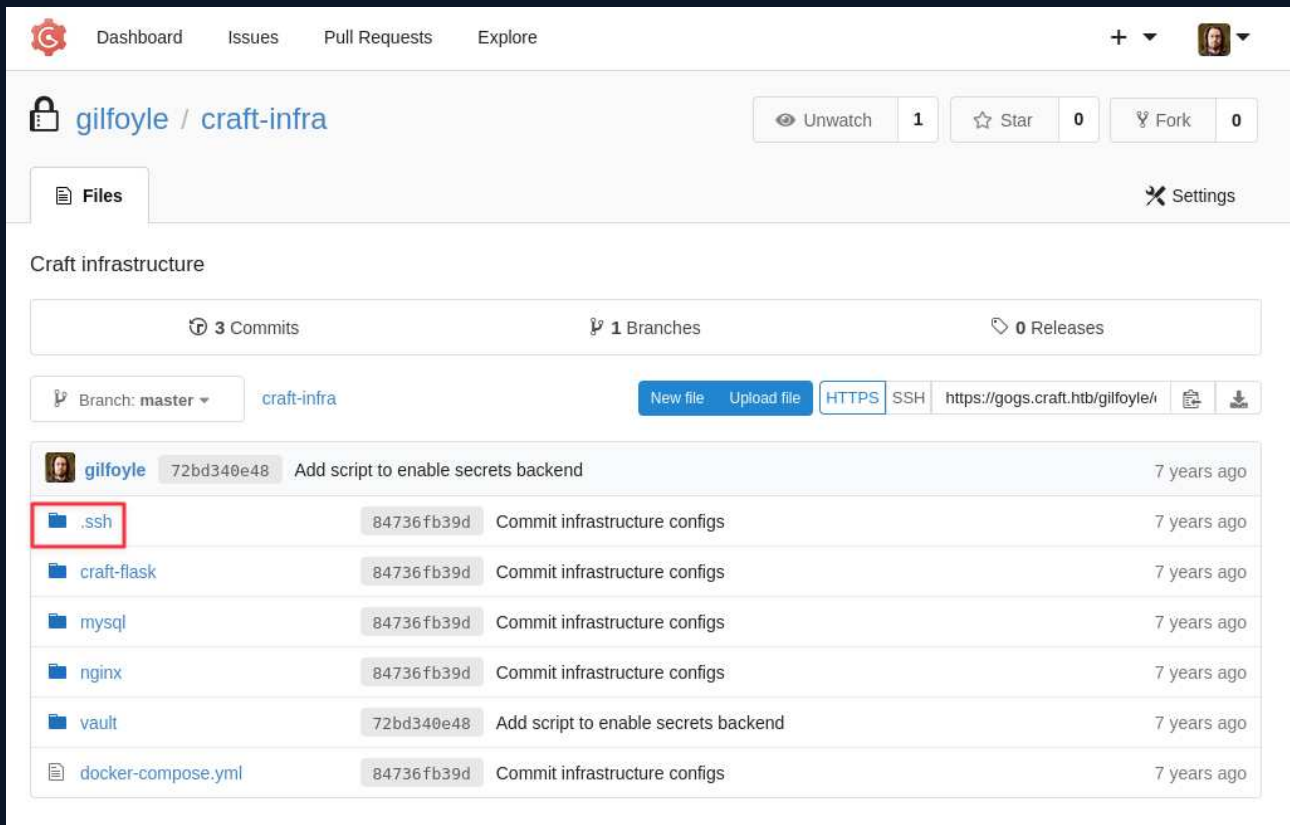 Dashboard Issues Pull Requests Explore
gilfoyle / craft-infra Unwatch 1 Star 0 Fork 0
Files Settings
Craft infrastructure
3 Commits 1 Branches 0 Releases
Branch: master craft-infra New file Upload file HTTPS SSH https://gogs.craft.htb/gilfoyle/
gilfoyle 72bd340e48 Add script to enable secrets backend 7 years ago
.ssh 84736fb39d Commit infrastructure configs 7 years ago
craft-flask 84736fb39d Commit infrastructure configs 7 years ago
mysql 84736fb39d Commit infrastructure configs 7 years ago
nginx 84736fb39d Commit infrastructure configs 7 years ago
vault 72bd340e48 Add script to enable secrets backend 7 years ago
docker-compose.yml 84736fb39d Commit infrastructure configs 7 years ago